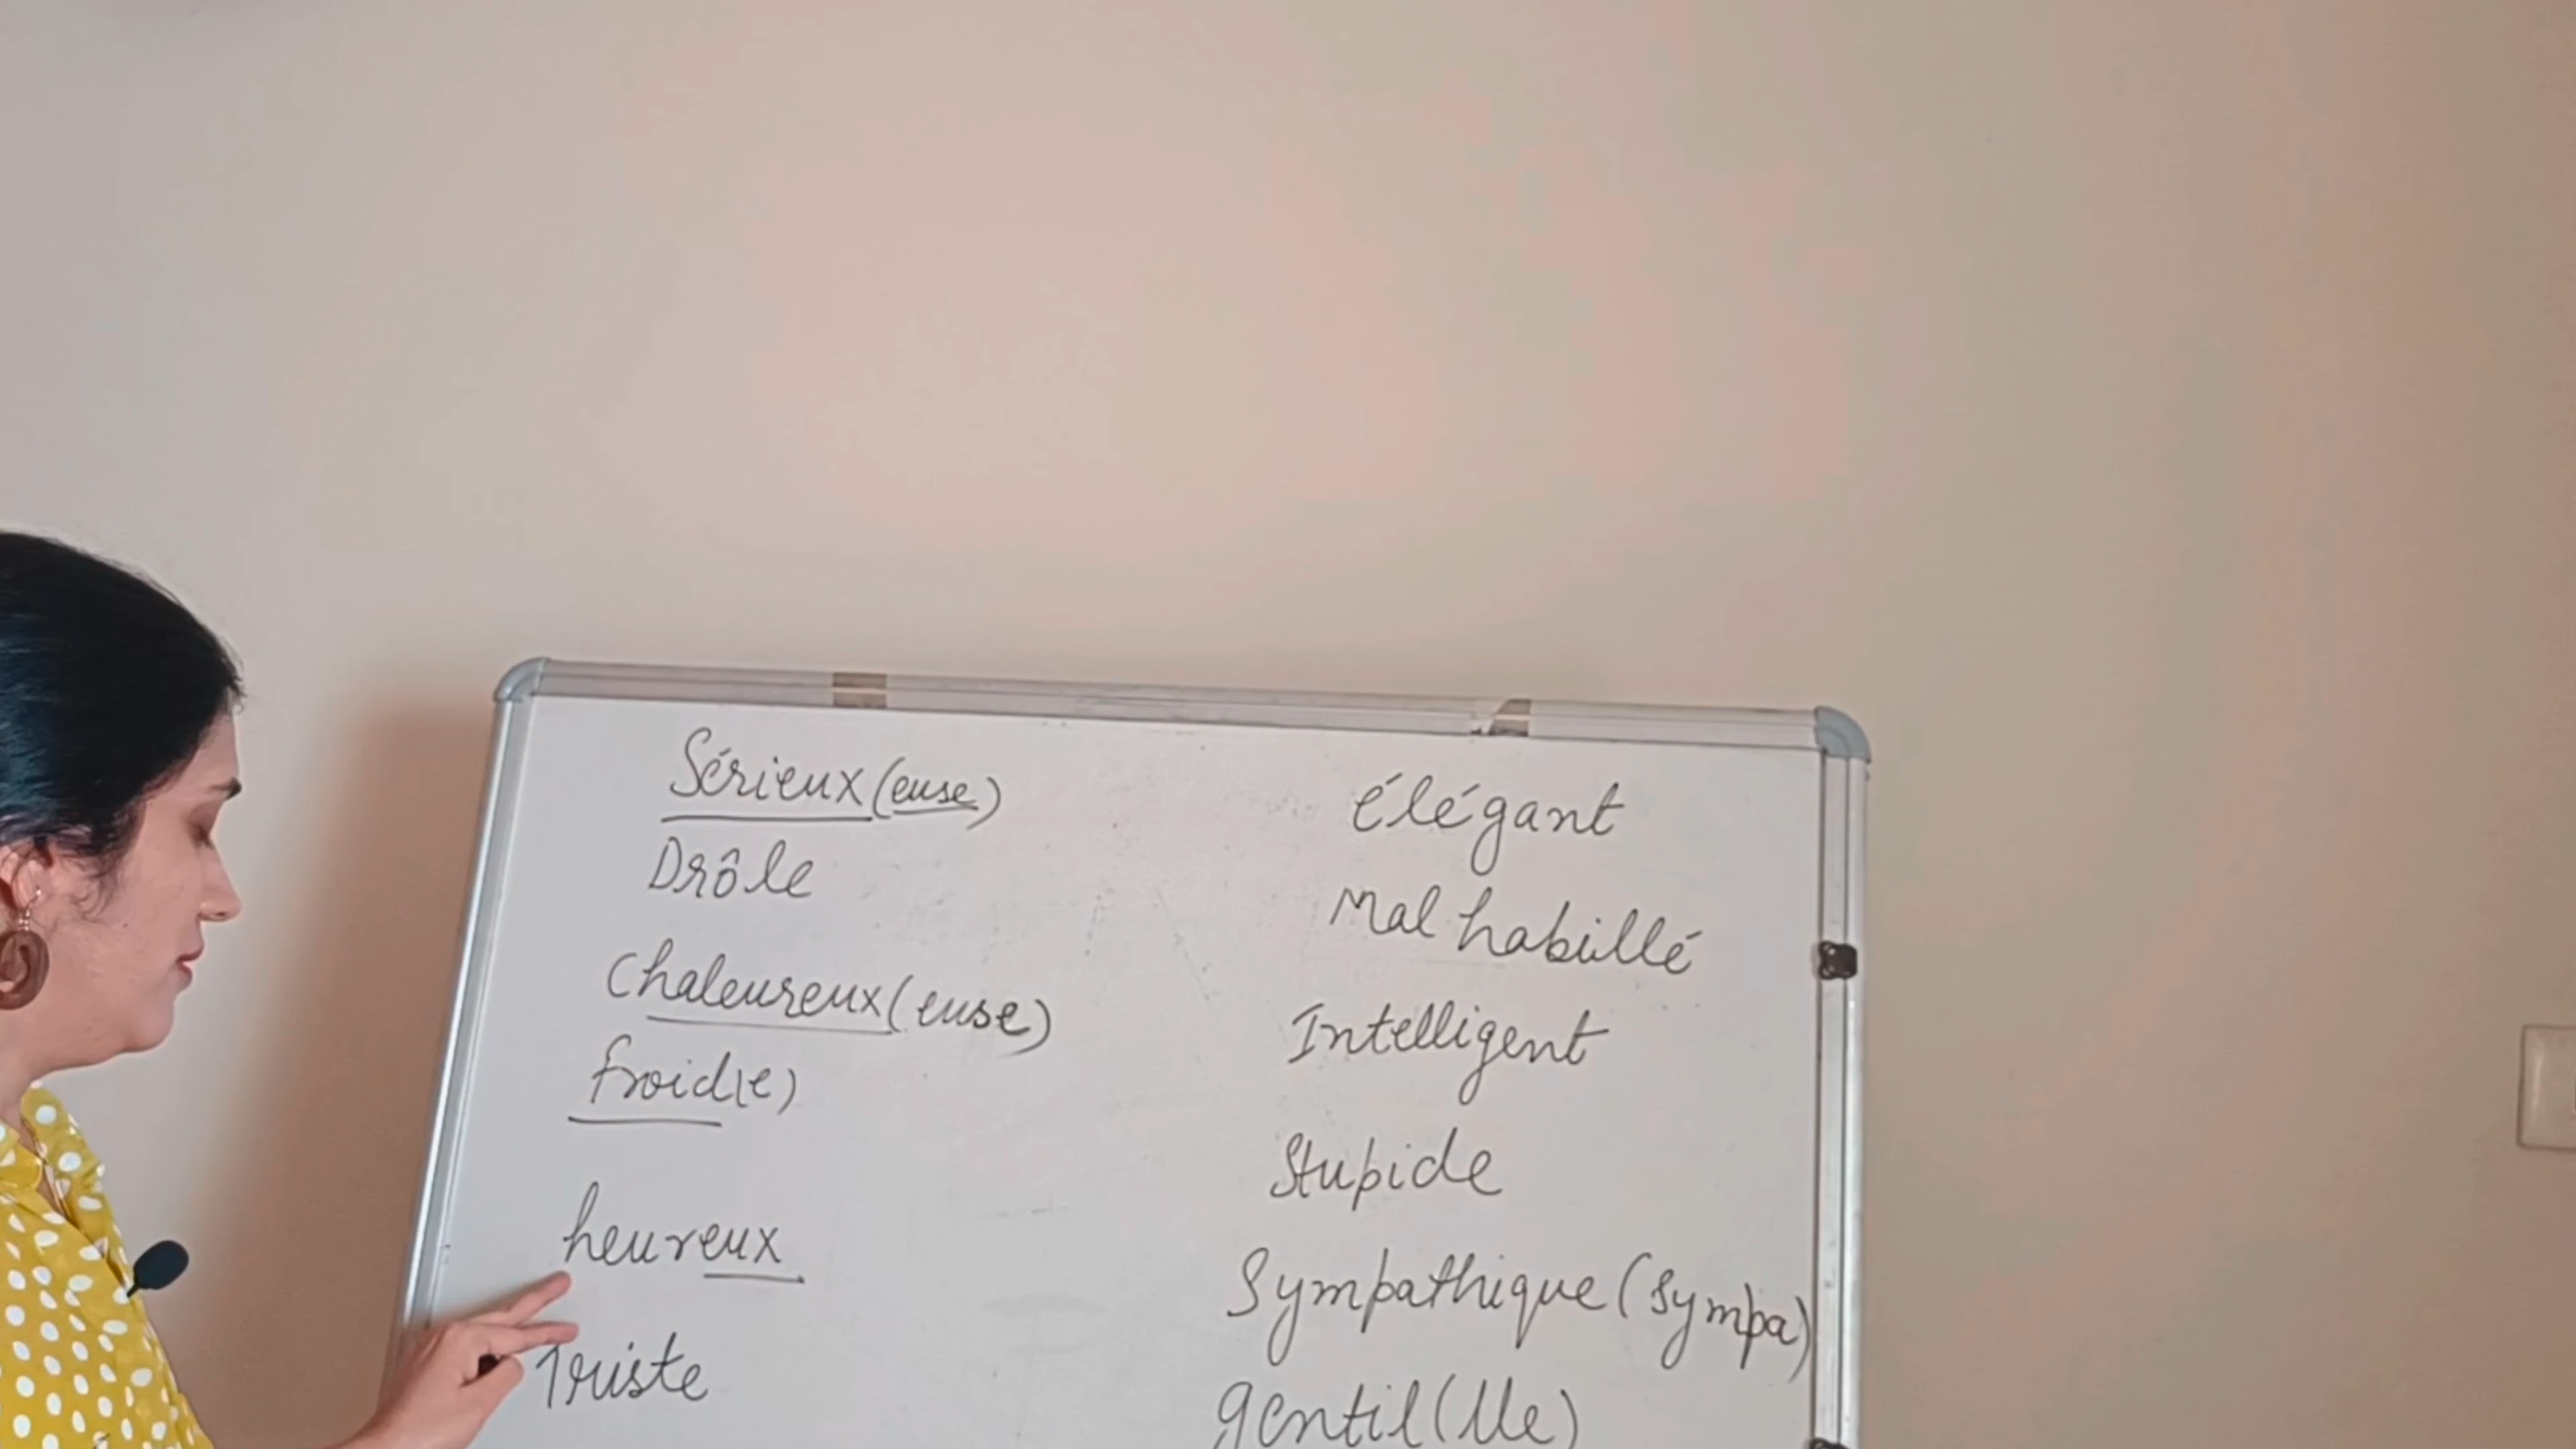 Sérieux (euse)
Drôle
Chaleureux (euse)
froid(e)
heureux
Triste
élégant
Mal habillé
Intelligent
Stupide
Sympathique (sympa)
gentil (lle)